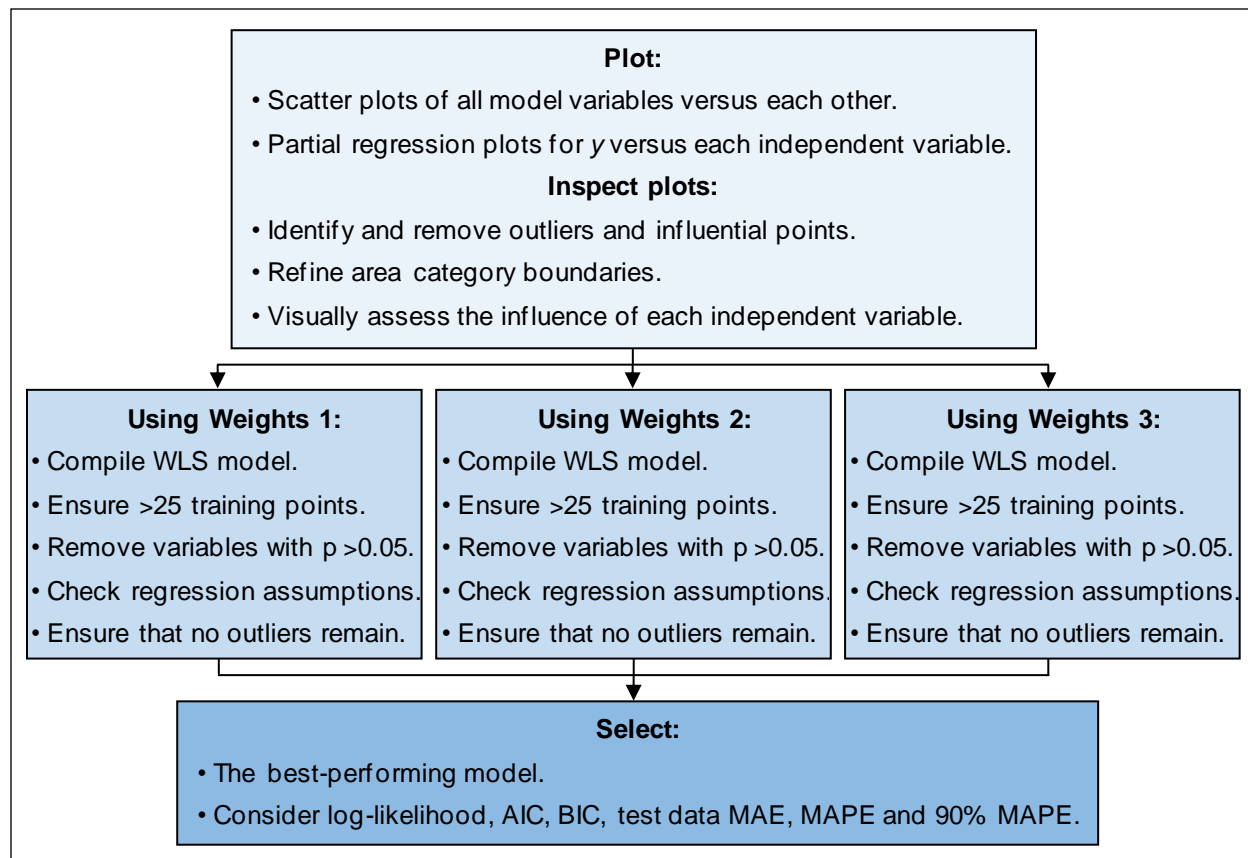 Plot:
• Scatter plots of all model variables versus each other.
• Partial regression plots for y versus each independent variable.
Inspect plots:
• Identify and remove outliers and influential points.
• Refine area category boundaries.
• Visually assess the influence of each independent variable.
Using Weights 1:
• Compile WLS model.
• Ensure >25 training points.
• Remove variables with p >0.05.
• Check regression assumptions.
• Ensure that no outliers remain.
Using Weights 2:
• Compile WLS model.
• Ensure >25 training points.
• Remove variables with p >0.05.
• Check regression assumptions.
• Ensure that no outliers remain.
Using Weights 3:
• Compile WLS model.
• Ensure >25 training points.
• Remove variables with p >0.05.
• Check regression assumptions.
• Ensure that no outliers remain.
Select:
• The best-performing model.
• Consider log-likelihood, AIC, BIC, test data MAE, MAPE and 90% MAPE.